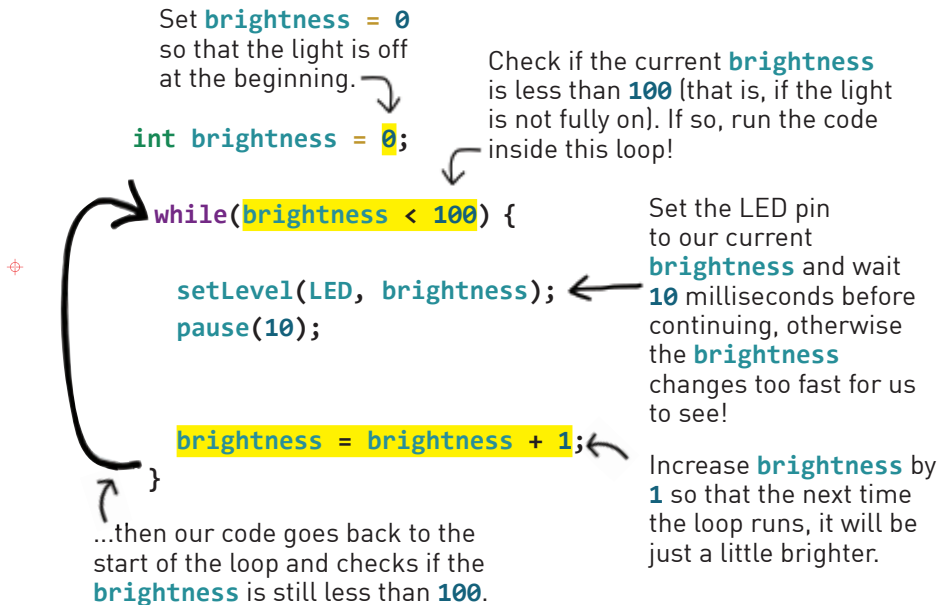 Set brightness = 0
so that the light is off
at the beginning.
Check if the current brightness
is less than 100 (that is, if the light
is not fully on). If so, run the code
inside this loop!
int brightness = 0;
while(brightness < 100) {
Set the LED pin
to our current
brightness and wait
10 milliseconds before
continuing, otherwise
the brightness
changes too fast for us
to see!
setLevel(LED, brightness);
pause(10);
brightness = brightness + 1;
Increase brightness by
1 so that the next time
the loop runs, it will be
just a little brighter.
}
...then our code goes back to the
start of the loop and checks if the
brightness is still less than 100.